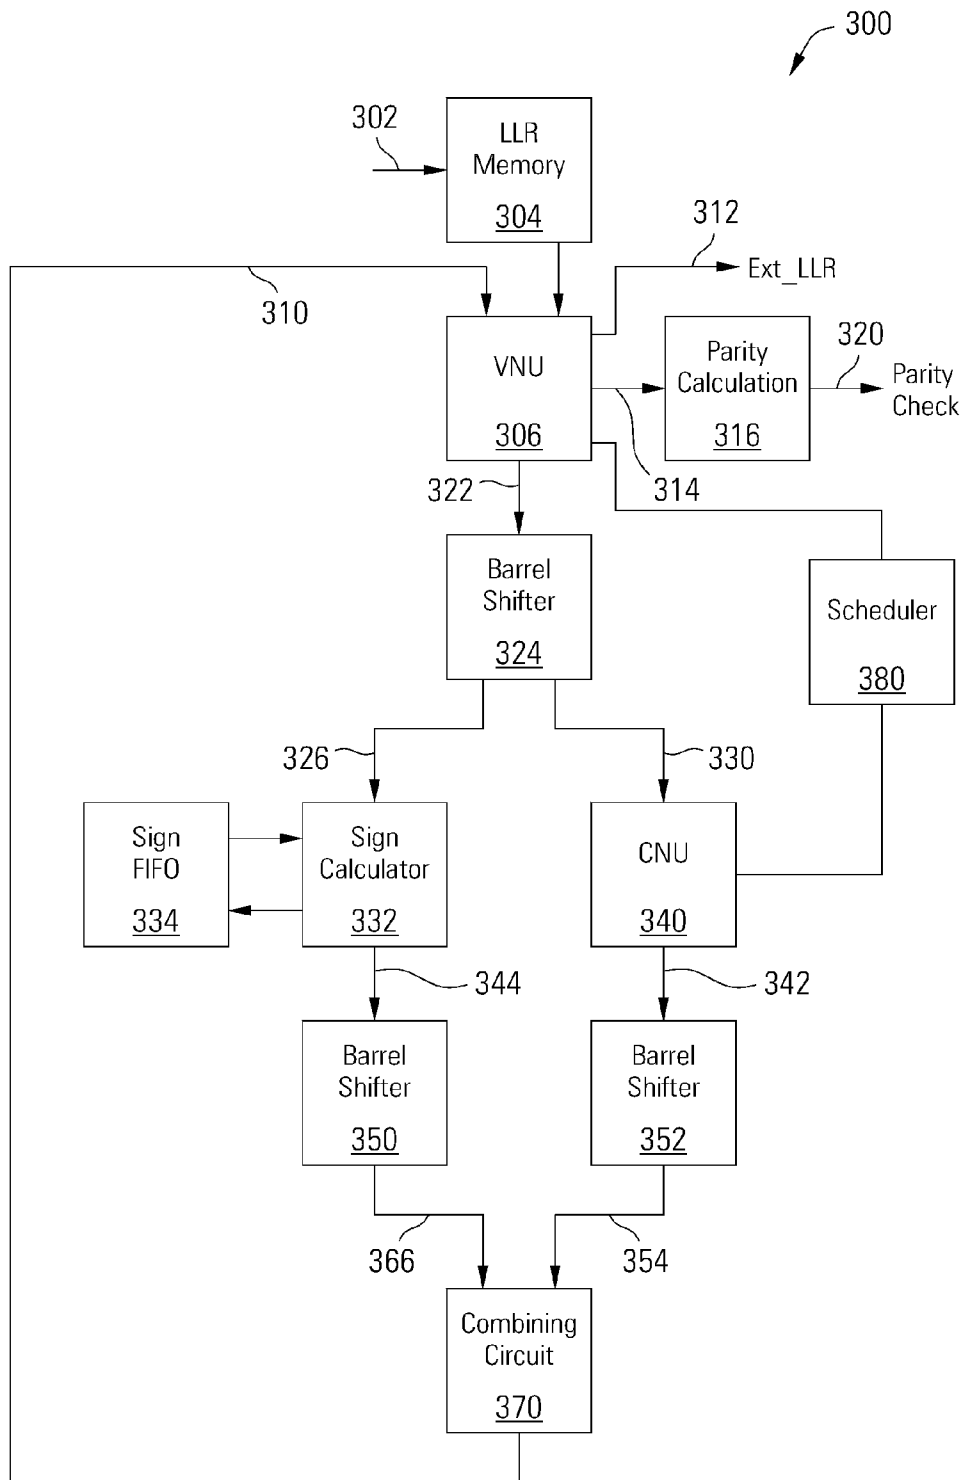 300
302
LLR
Memory
304
312
Ext_LLR
310
VNU
306
Parity
Calculation
316
320
Parity
Check
322
314
Barrel
Shifter
324
Scheduler
380
326
330
Sign
FIFO
334
Sign
Calculator
332
CNU
340
344
342
Barrel
Shifter
350
Barrel
Shifter
352
366
354
Combining
Circuit
370